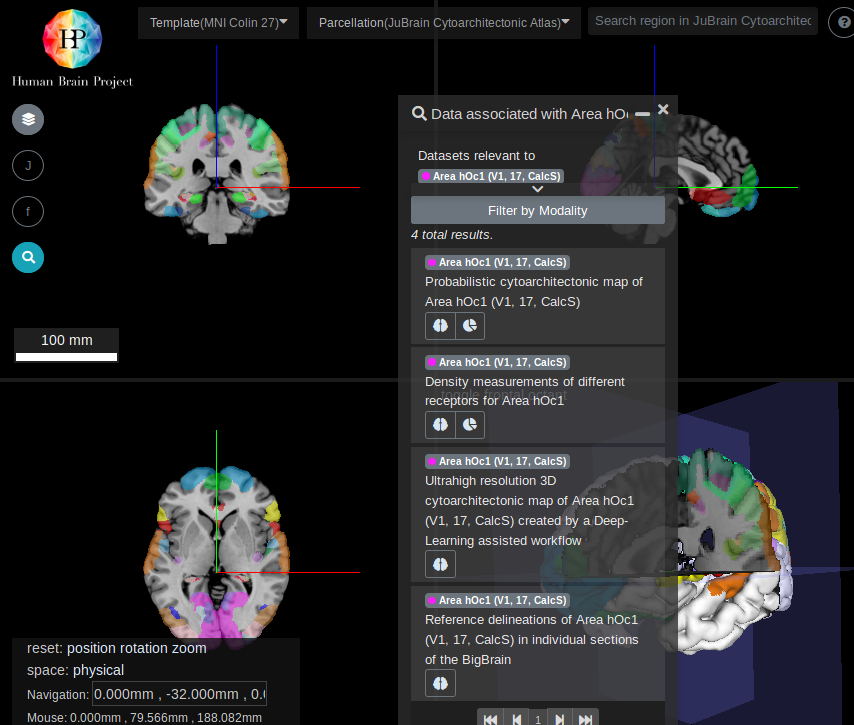 HBP
Human Brain Project
Template(MNI Colin 27)
Parcellation(JuBrain Cytoarchitectonic Atlas)
Search region in JuBrain Cytoarchitec
?
J
f
100 mm
Data associated with Area hOc
Datasets relevant to
Area hOc1 (V1, 17, CalcS)
Filter by Modality
4 total results.
Area hOc1 (V1, 17, CalcS)
Probabilistic cytoarchitectonic map of
Area hOc1 (V1, 17, CalcS)
Area hOc1 (V1, 17, CalcS)
Density measurements of different
receptors for Area hOc1
toggle frontal octant
Area hOc1 (V1, 17, CalcS)
Ultrahigh resolution 3D
cytoarchitectonic map of Area hOc1
(V1, 17, CalcS) created by a Deep-
Learning assisted workflow
Area hOc1 (V1, 17, CalcS)
Reference delineations of Area hOc1
(V1, 17, CalcS) in individual sections
of the BigBrain
1
reset: position rotation zoom
space: physical
Navigation: 0.000mm , -32.000mm , 0.(
Mouse: 0.000mm , 79.566mm , 188.082mm